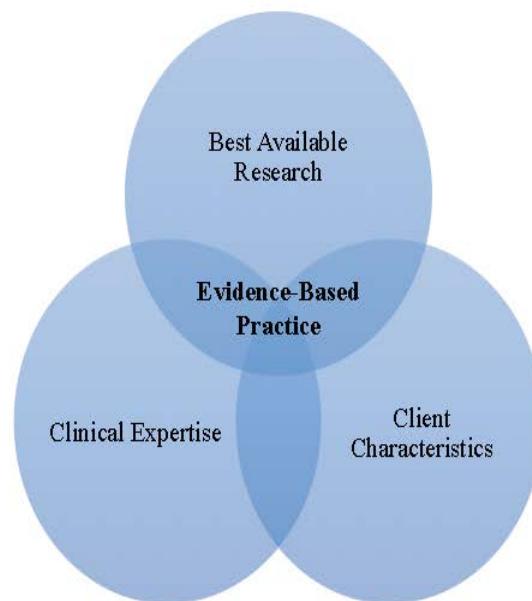 Best Available
Research
Evidence-Based
Practice
Clinical Expertise
Client
Characteristics